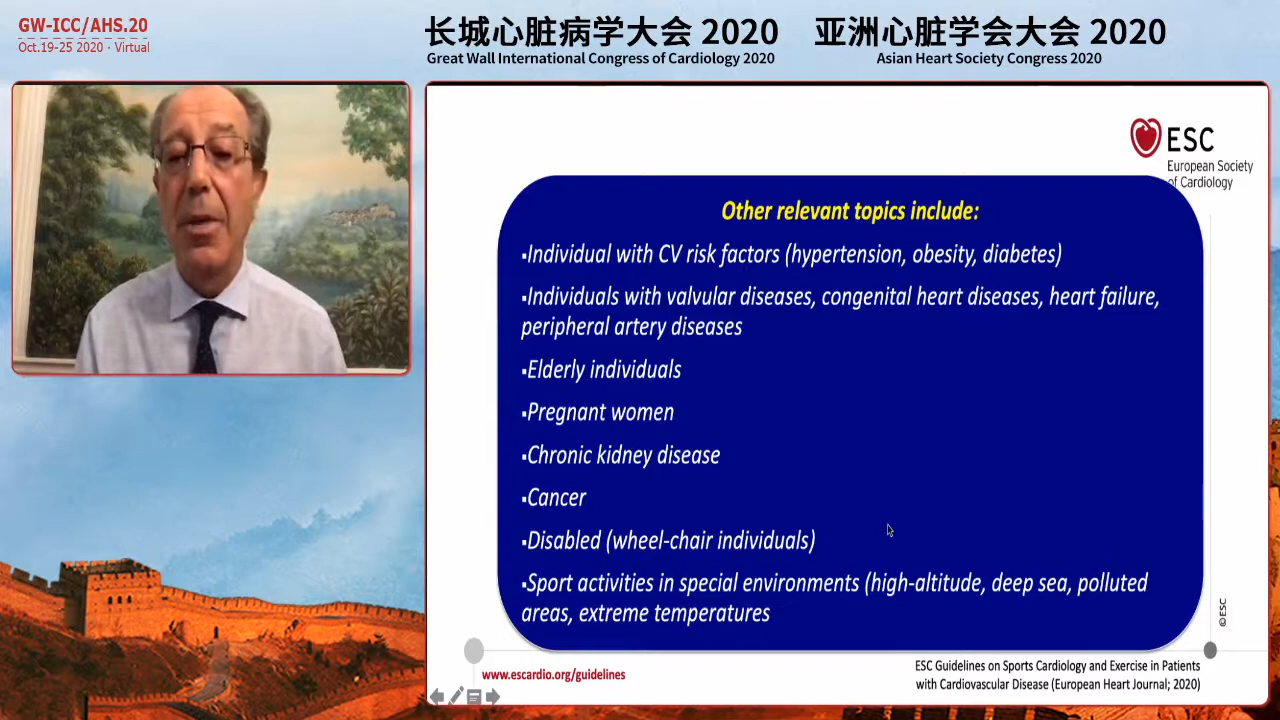 GW-ICC/AHS.20
Oct.19-25 2020 · Virtual
长城心脏病学大会 2020
Great Wall International Congress of Cardiology 2020
亚洲心脏学会大会 2020
Asian Heart Society Congress 2020
ESC
European Society
of Cardiology
Other relevant topics include:
▪Individual with CV risk factors (hypertension, obesity, diabetes)
▪Individuals with valvular diseases, congenital heart diseases, heart failure,
peripheral artery diseases
▪Elderly individuals
▪Pregnant women
▪Chronic kidney disease
▪Cancer
▪Disabled (wheel-chair individuals)
▪Sport activities in special environments (high-altitude, deep sea, polluted
areas, extreme temperatures
©ESC
www.escardio.org/guidelines
ESC Guidelines on Sports Cardiology and Exercise in Patients
with Cardiovascular Disease (European Heart Journal; 2020)